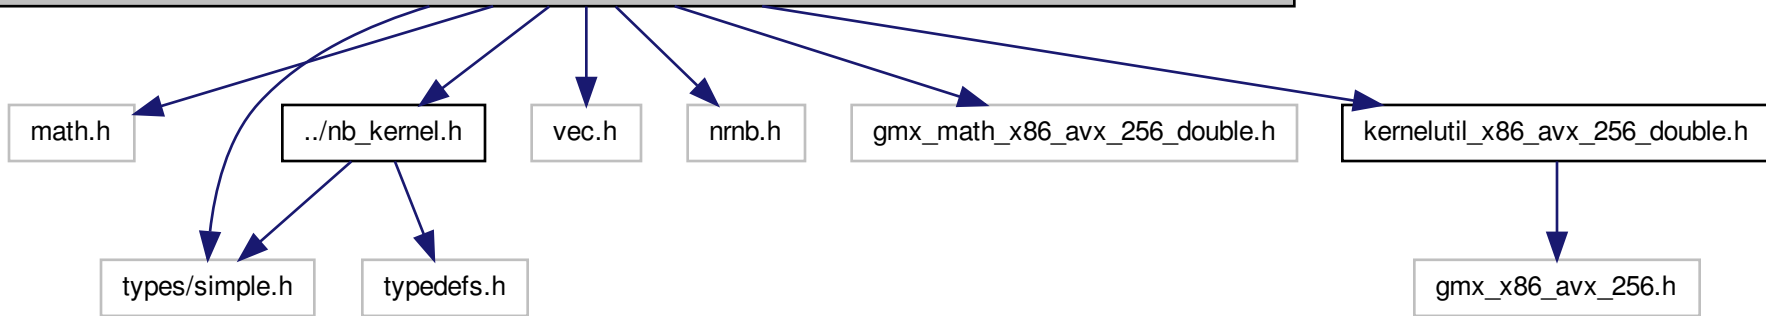 math.h
../nb_kernel.h
vec.h
nrnb.h
gmx_math_x86_avx_256_double.h
kernelutil_x86_avx_256_double.h
types/simple.h
typedefs.h
gmx_x86_avx_256.h